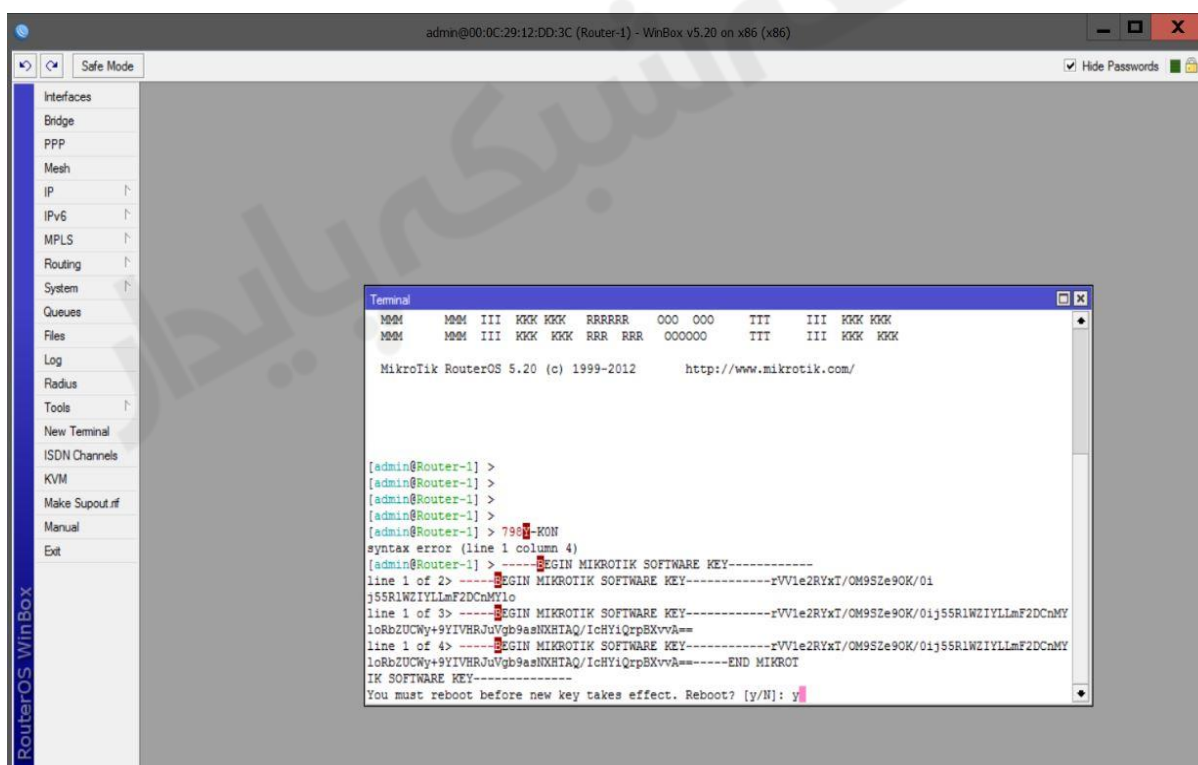 admin@00:0C:29:12:DD:3C (Router-1) - WinBox v5.20 on x86 (x86)
Safe Mode
Hide Passwords
Interfaces
Bridge
PPP
Mesh
IP
IPv6
MPLS
Routing
System
Queues
Files
Log
Radius
Tools
New Terminal
ISDN Channels
KVM
Make Supout.rif
Manual
Exit
RouterOS WinBox
شبکه پایدار
Terminal
MMM      MMM  III  KKK KKK   RRRRRR    OOO  OOO     TTT      III  KKK KKK
MMM      MMM  III  KKK  KKK  RRR  RRR   OOOOOO      TTT      III  KKK  KKK
MikroTik RouterOS 5.20 (c) 1999-2012       http://www.mikrotik.com/
[admin@Router-1] >
[admin@Router-1] >
[admin@Router-1] >
[admin@Router-1] >
[admin@Router-1] > 798Y-K0N
syntax error (line 1 column 4)
[admin@Router-1] > -----BEGIN MIKROTIK SOFTWARE KEY------------
line 1 of 2> -----BEGIN MIKROTIK SOFTWARE KEY------------rVV1e2RYxT/OM9SZe9OK/0i
j55RlWZIYLLmF2DCnMYlo
line 1 of 3> -----BEGIN MIKROTIK SOFTWARE KEY------------rVV1e2RYxT/OM9SZe9OK/0ij55RlWZIYLLmF2DCnMY
loRbZUCWy+9YIVHRJuVgb9asNXHTAQ/IcHYiQrpBXvvA==
line 1 of 4> -----BEGIN MIKROTIK SOFTWARE KEY------------rVV1e2RYxT/OM9SZe9OK/0ij55RlWZIYLLmF2DCnMY
loRbZUCWy+9YIVHRJuVgb9asNXHTAQ/IcHYiQrpBXvvA==-----END MIKROT
IK SOFTWARE KEY--------------
You must reboot before new key takes effect. Reboot? [y/N]: y